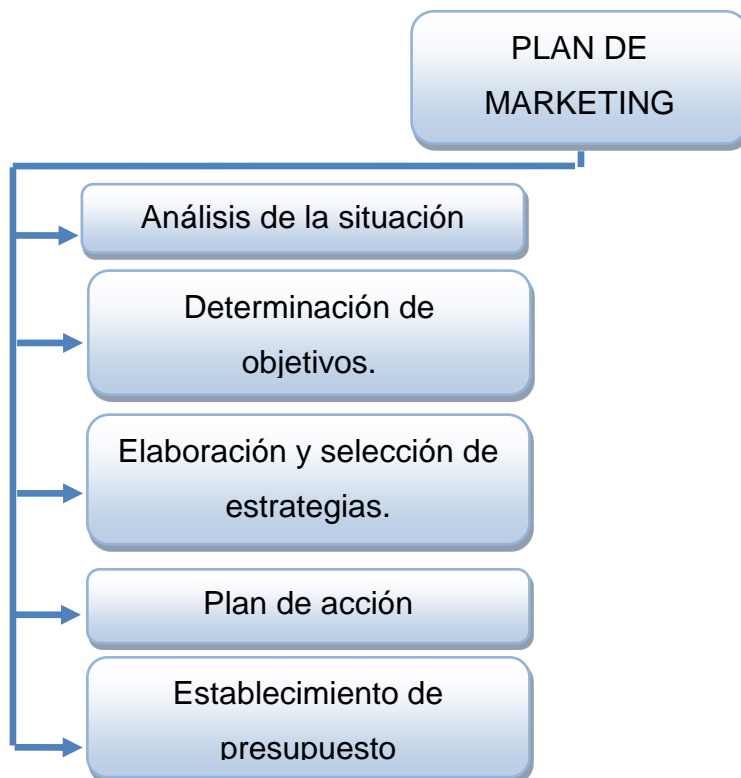 PLAN DE
MARKETING
Análisis de la situación
Determinación de
objetivos.
Elaboración y selección de
estrategias.
Plan de acción
Establecimiento de
presupuesto